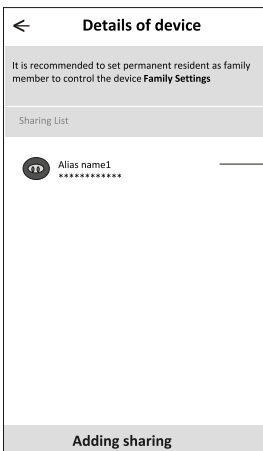 Details of device
It is recommended to set permanent resident as family
member to control the device Family Settings
Sharing List
Alias name1
************
Adding sharing